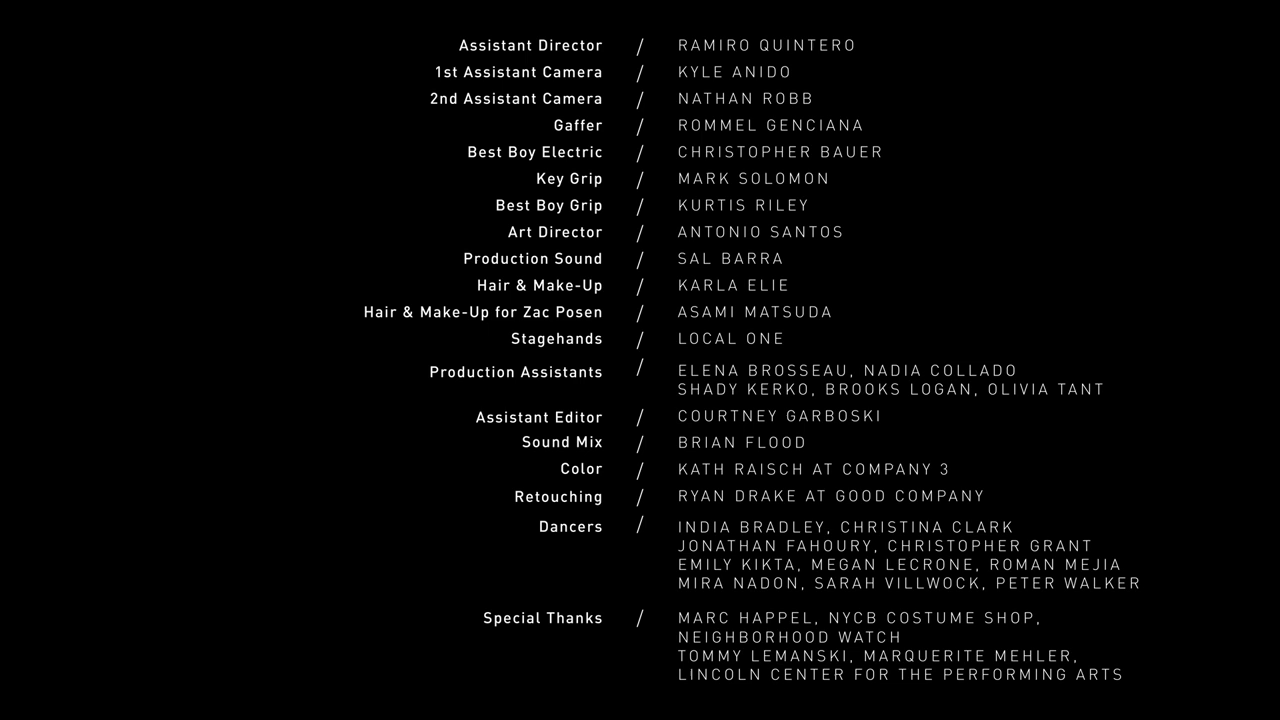 Assistant Director / RAMIRO QUINTERO
1st Assistant Camera / KYLE ANIDO
2nd Assistant Camera / NATHAN ROBB
Gaffer / ROMMEL GENCIANA
Best Boy Electric / CHRISTOPHER BAUER
Key Grip / MARK SOLOMON
Best Boy Grip / KURTIS RILEY
Art Director / ANTONIO SANTOS
Production Sound / SAL BARRA
Hair & Make-Up / KARLA ELIE
Hair & Make-Up for Zac Posen / ASAMI MATSUDA
Stagehands / LOCAL ONE
Production Assistants / ELENA BROSSEAU, NADIA COLLADO
SHADY KERKO, BROOKS LOGAN, OLIVIA TANT
Assistant Editor / COURTNEY GARBOSKI
Sound Mix / BRIAN FLOOD
Color / KATH RAISCH AT COMPANY 3
Retouching / RYAN DRAKE AT GOOD COMPANY
Dancers / INDIA BRADLEY, CHRISTINA CLARK
JONATHAN FAHOURY, CHRISTOPHER GRANT
EMILY KIKTA, MEGAN LECRONE, ROMAN MEJIA
MIRA NADON, SARAH VILLWOCK, PETER WALKER
Special Thanks / MARC HAPPEL, NYCB COSTUME SHOP,
NEIGHBORHOOD WATCH
TOMMY LEMANSKI, MARQUERITE MEHLER,
LINCOLN CENTER FOR THE PERFORMING ARTS